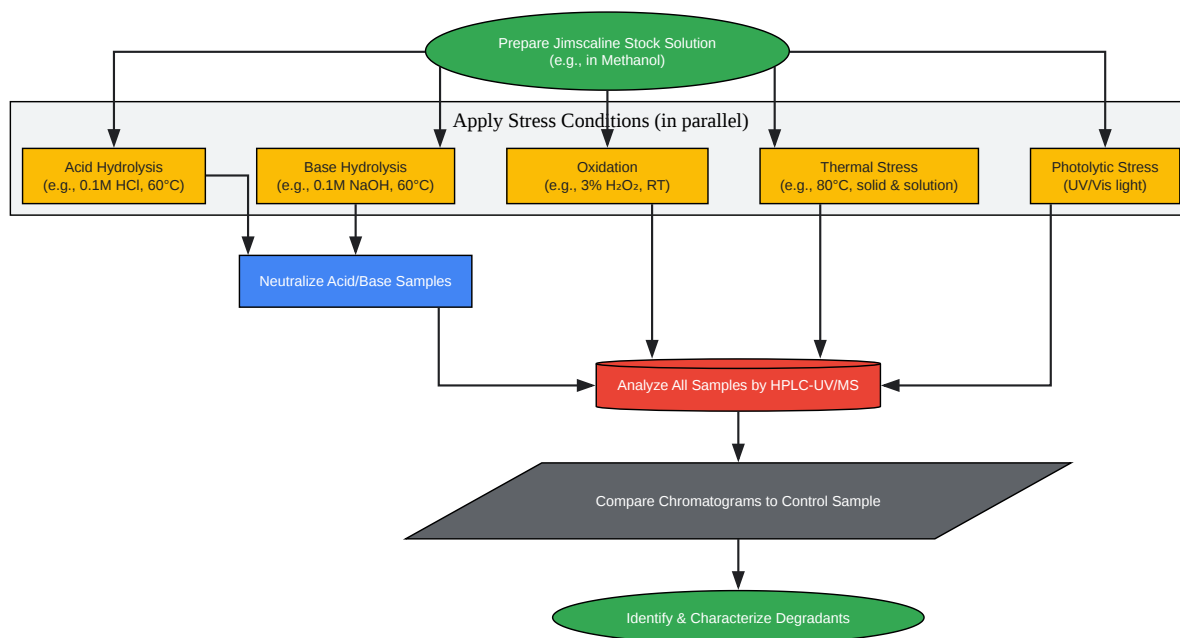 Prepare Jimscaline Stock Solution
(e.g., in Methanol)
Apply Stress Conditions (in parallel)
Acid Hydrolysis
(e.g., 0.1M HCl, 60°C)
Base Hydrolysis
(e.g., 0.1M NaOH, 60°C)
Oxidation
(e.g., 3% H₂O₂, RT)
Thermal Stress
(e.g., 80°C, solid & solution)
Photolytic Stress
(UV/Vis light)
Neutralize Acid/Base Samples
Analyze All Samples by HPLC-UV/MS
Compare Chromatograms to Control Sample
Identify & Characterize Degradants